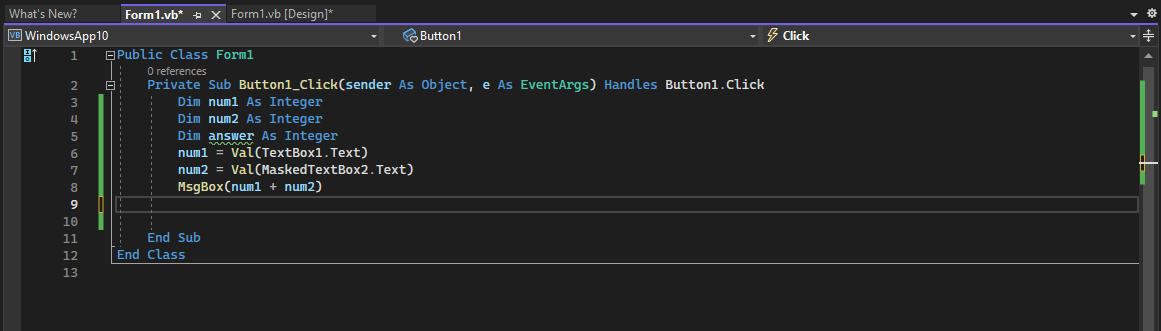 What's New?
Form1.vb*
Form1.vb [Design]*
VB WindowsApp10
Button1
Click
1 Public Class Form1
0 references
2 Private Sub Button1_Click(sender As Object, e As EventArgs) Handles Button1.Click
3 Dim num1 As Integer
4 Dim num2 As Integer
5 Dim answer As Integer
6 num1 = Val(TextBox1.Text)
7 num2 = Val(MaskedTextBox2.Text)
8 MsgBox(num1 + num2)
9
10
11 End Sub
12 End Class
13